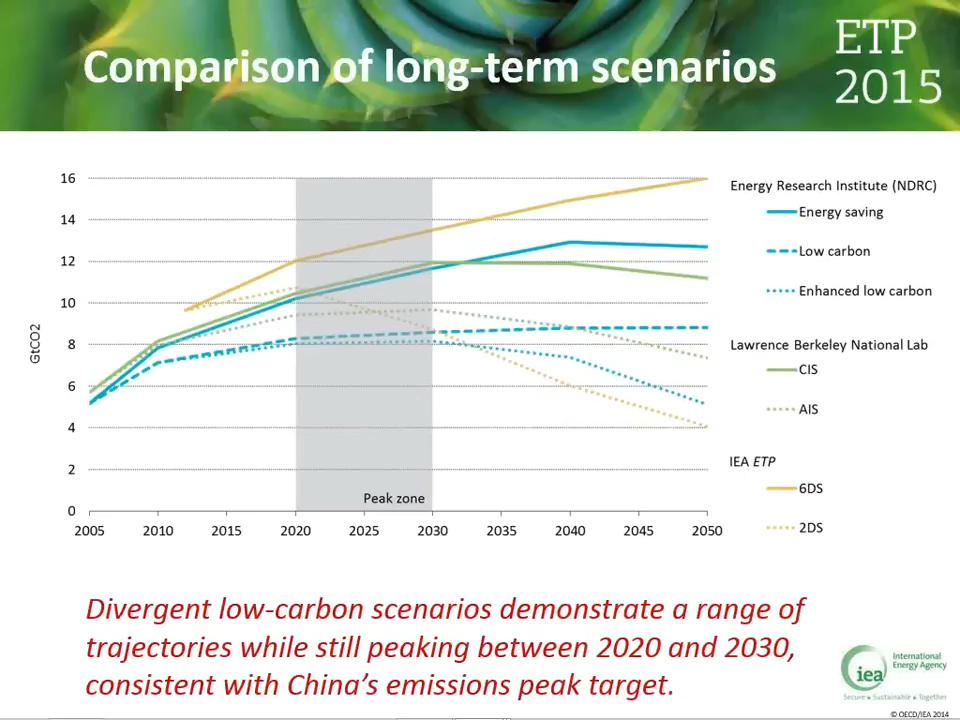 Comparison of long-term scenarios
ETP
2015
16
14
12
10
8
6
4
2
0
GtCO2
Peak zone
2005 2010 2015 2020 2025 2030 2035 2040 2045 2050
Energy Research Institute (NDRC)
Energy saving
Low carbon
Enhanced low carbon
Lawrence Berkeley National Lab
CIS
AIS
IEA ETP
6DS
2DS
Divergent low-carbon scenarios demonstrate a range of
trajectories while still peaking between 2020 and 2030,
consistent with China’s emissions peak target.
iea
International
Energy Agency
Secure • Sustainable • Together
© OECD/IEA 2014